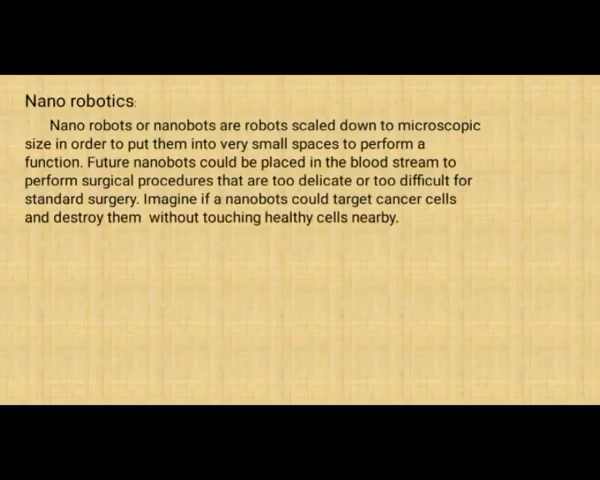 Nano robotics:
Nano robots or nanobots are robots scaled down to microscopic
size in order to put them into very small spaces to perform a
function. Future nanobots could be placed in the blood stream to
perform surgical procedures that are too delicate or too difficult for
standard surgery. Imagine if a nanobots could target cancer cells
and destroy them without touching healthy cells nearby.